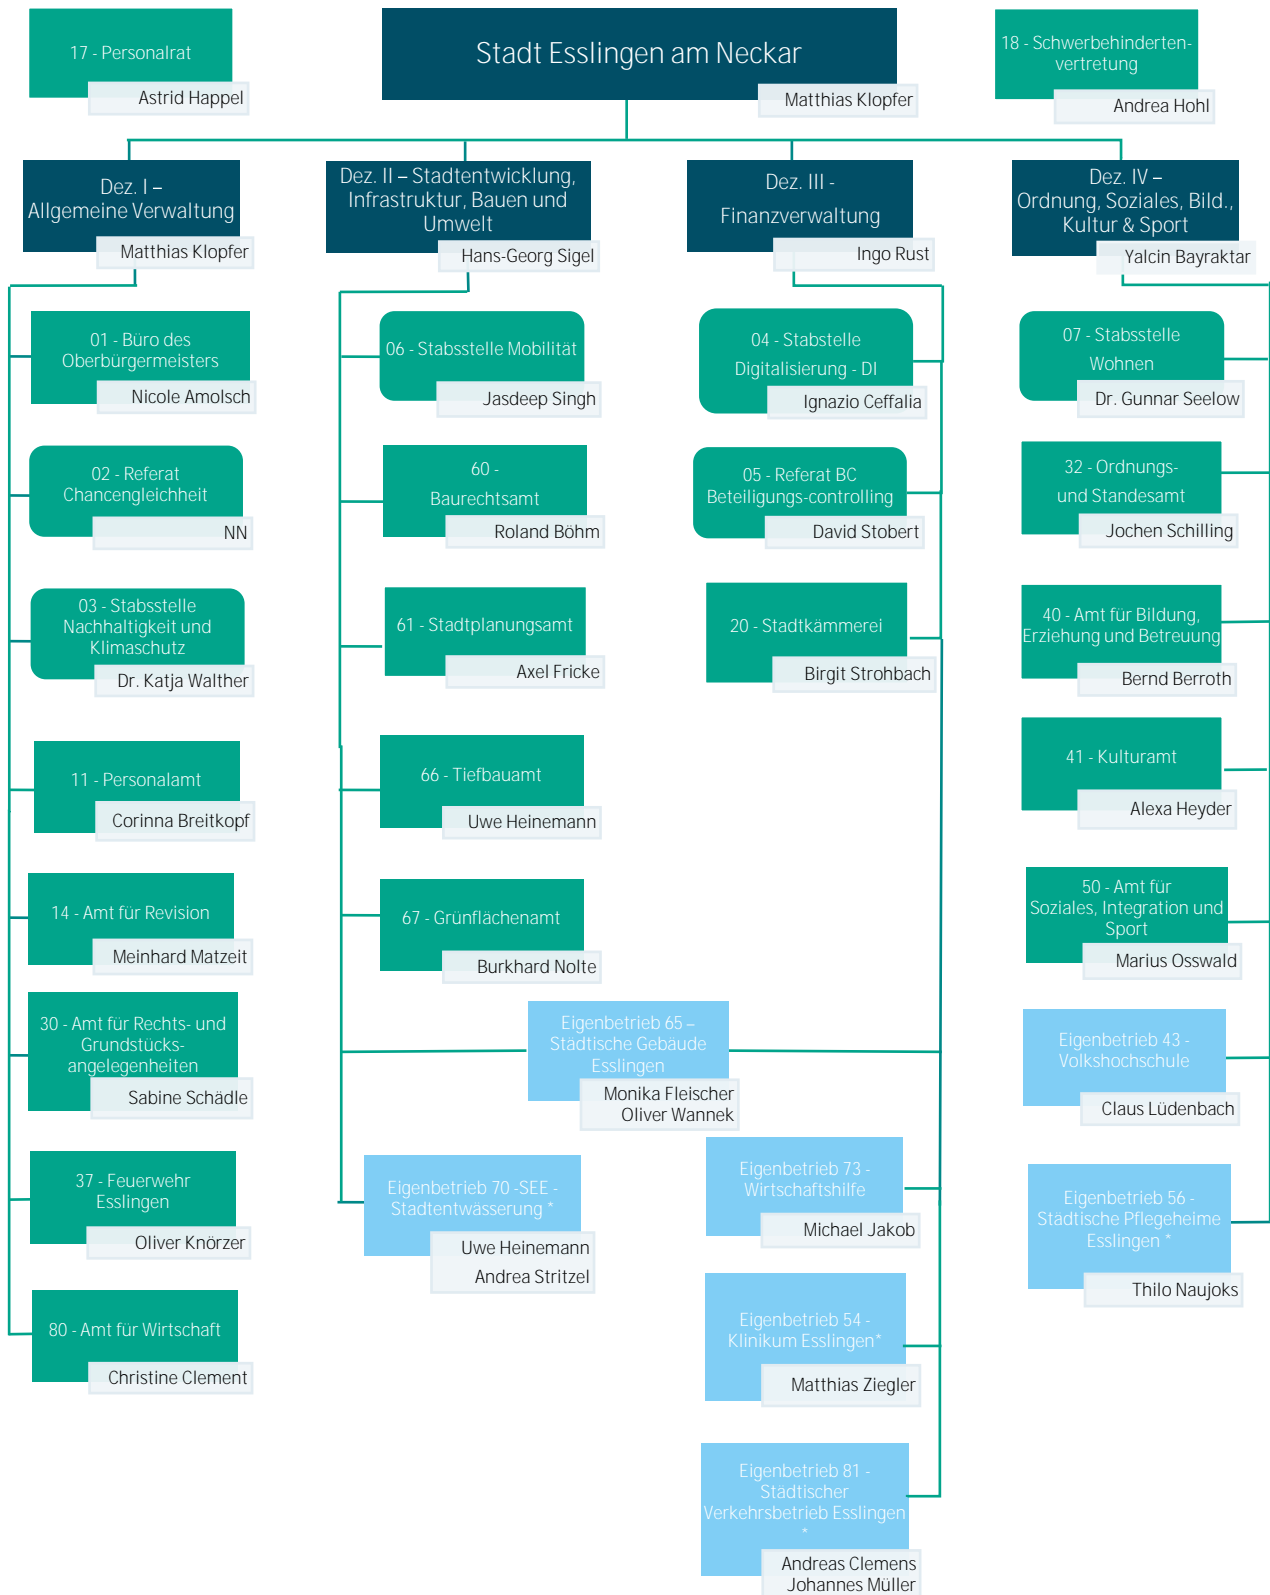 17 - Personalrat
Astrid Happel
Stadt Esslingen am Neckar
Matthias Klopfer
18 - Schwerbehinderten-
vertretung
Andrea Hohl
Dez. I –
Allgemeine Verwaltung
Matthias Klopfer
Dez. II – Stadtentwicklung,
Infrastruktur, Bauen und
Umwelt
Hans-Georg Sigel
Dez. III -
Finanzverwaltung
Ingo Rust
Dez. IV –
Ordnung, Soziales, Bild.,
Kultur & Sport
Yalcin Bayraktar
01 - Büro des
Oberbürgermeisters
Nicole Amolsch
02 - Referat
Chancengleichheit
NN
03 - Stabsstelle
Nachhaltigkeit und
Klimaschutz
Dr. Katja Walther
11 - Personalamt
Corinna Breitkopf
14 - Amt für Revision
Meinhard Matzeit
30 - Amt für Rechts- und
Grundstücks-
angelegenheiten
Sabine Schädle
37 - Feuerwehr
Esslingen
Oliver Knörzer
80 - Amt für Wirtschaft
Christine Clement
06 - Stabsstelle Mobilität
Jasdeep Singh
60 -
Baurechtsamt
Roland Böhm
61 - Stadtplanungsamt
Axel Fricke
66 - Tiefbauamt
Uwe Heinemann
67 - Grünflächenamt
Burkhard Nolte
Eigenbetrieb 65 –
Städtische Gebäude
Esslingen
Monika Fleischer
Oliver Wannek
Eigenbetrieb 70 -SEE -
Stadtentwässerung *
Uwe Heinemann
Andrea Stritzel
04 - Stabstelle
Digitalisierung - DI
Ignazio Ceffalia
05 - Referat BC
Beteiligungs-controlling
David Stobert
20 - Stadtkämmerei
Birgit Strohbach
Eigenbetrieb 73 -
Wirtschaftshilfe
Michael Jakob
Eigenbetrieb 54 -
Klinikum Esslingen*
Matthias Ziegler
Eigenbetrieb 81 -
Städtischer
Verkehrsbetrieb Esslingen
*
Andreas Clemens
Johannes Müller
07 - Stabsstelle
Wohnen
Dr. Gunnar Seelow
32 - Ordnungs-
und Standesamt
Jochen Schilling
40 - Amt für Bildung,
Erziehung und Betreuung
Bernd Berroth
41 - Kulturamt
Alexa Heyder
50 - Amt für
Soziales, Integration und
Sport
Marius Osswald
Eigenbetrieb 43 -
Volkshochschule
Claus Lüdenbach
Eigenbetrieb 56 -
Städtische Pflegeheime
Esslingen *
Thilo Naujoks